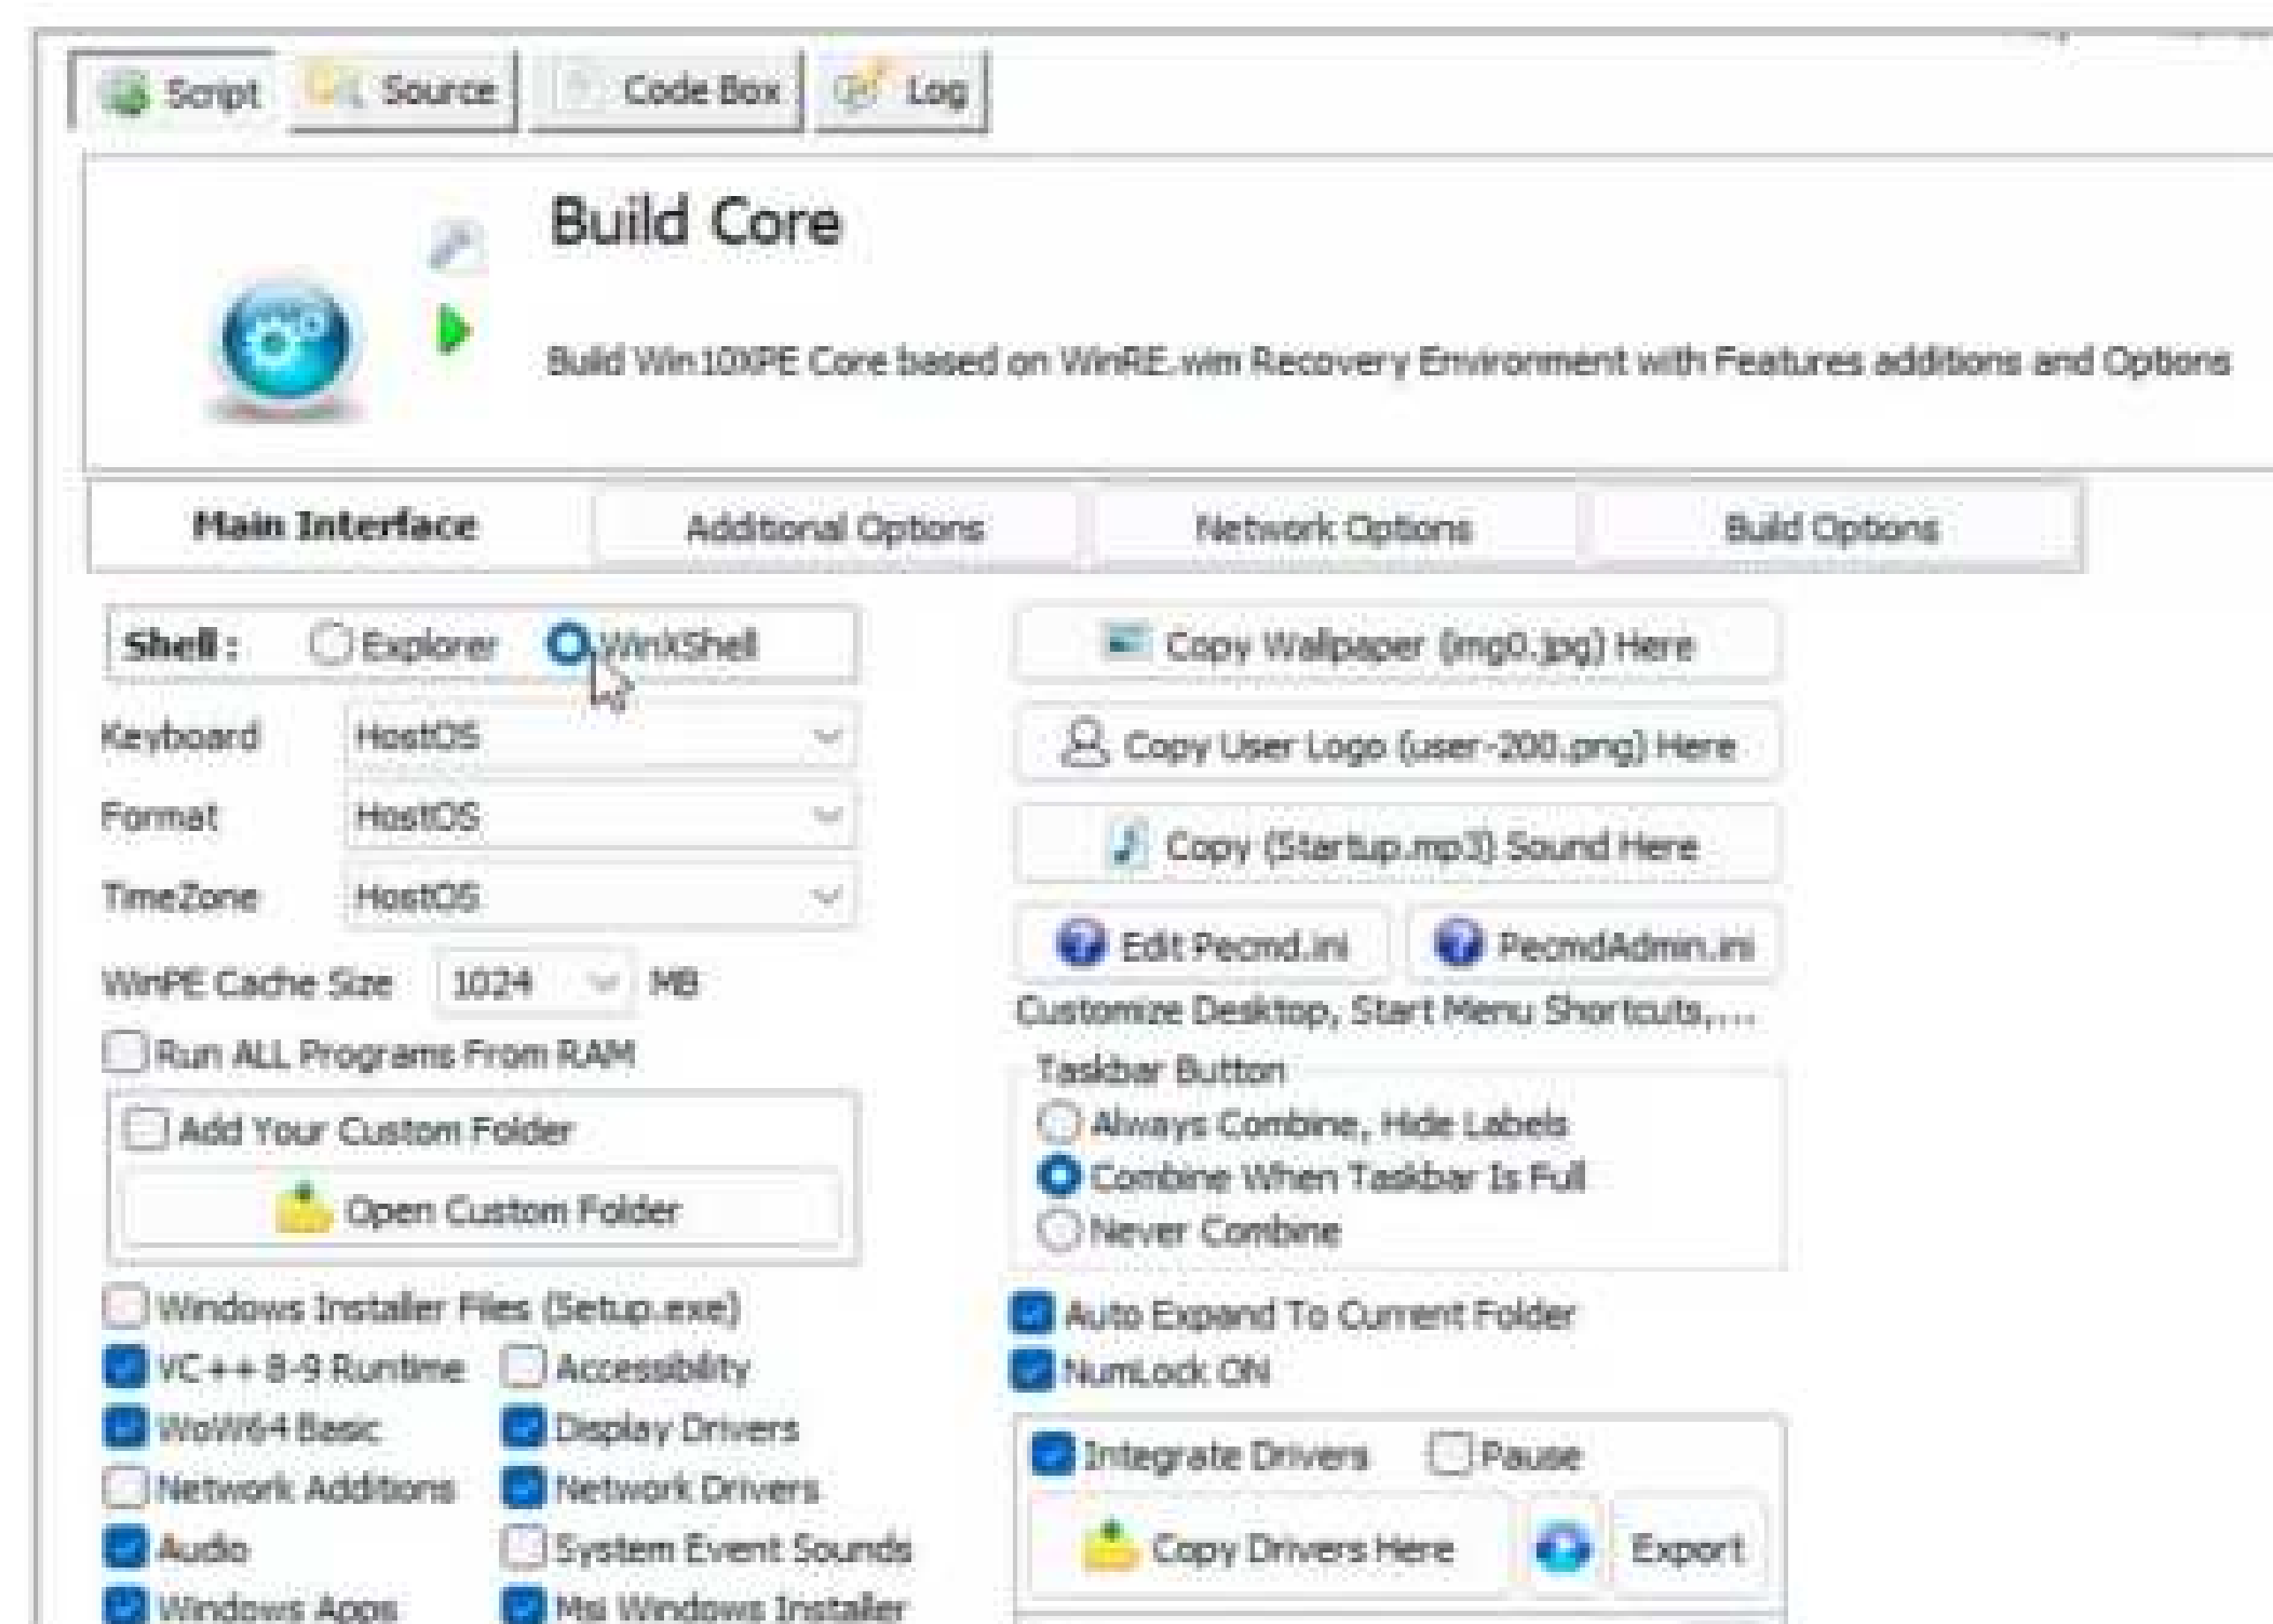 Script Source Code Box Log
Build Core
Build Win10XPE Core based on WinRE.wim Recovery Environment with Features additions and Options
Main Interface Additional Options Network Options Build Options
Shell : Explorer WinXShell
Keyboard HostOS
Format HostOS
TimeZone HostOS
WinPE Cache Size 1024 MB
Run ALL Programs From RAM
Add Your Custom Folder
Open Custom Folder
Windows Installer Files (Setup.exe)
VC++ 8-9 Runtime Accessibility
WoW64 Basic Display Drivers
Network Additions Network Drivers
Audio System Event Sounds
Windows Apps Msi Windows Installer
Copy Wallpaper (img0.jpg) Here
Copy User Logo (user-200.png) Here
Copy (Startup.mp3) Sound Here
Edit Pecmd.ini PecmdAdmin.ini
Customize Desktop, Start Menu Shortcuts,...
Taskbar Button
Always Combine, Hide Labels
Combine When Taskbar Is Full
Never Combine
Auto Expand To Current Folder
NumLock ON
Integrate Drivers Pause
Copy Drivers Here Export